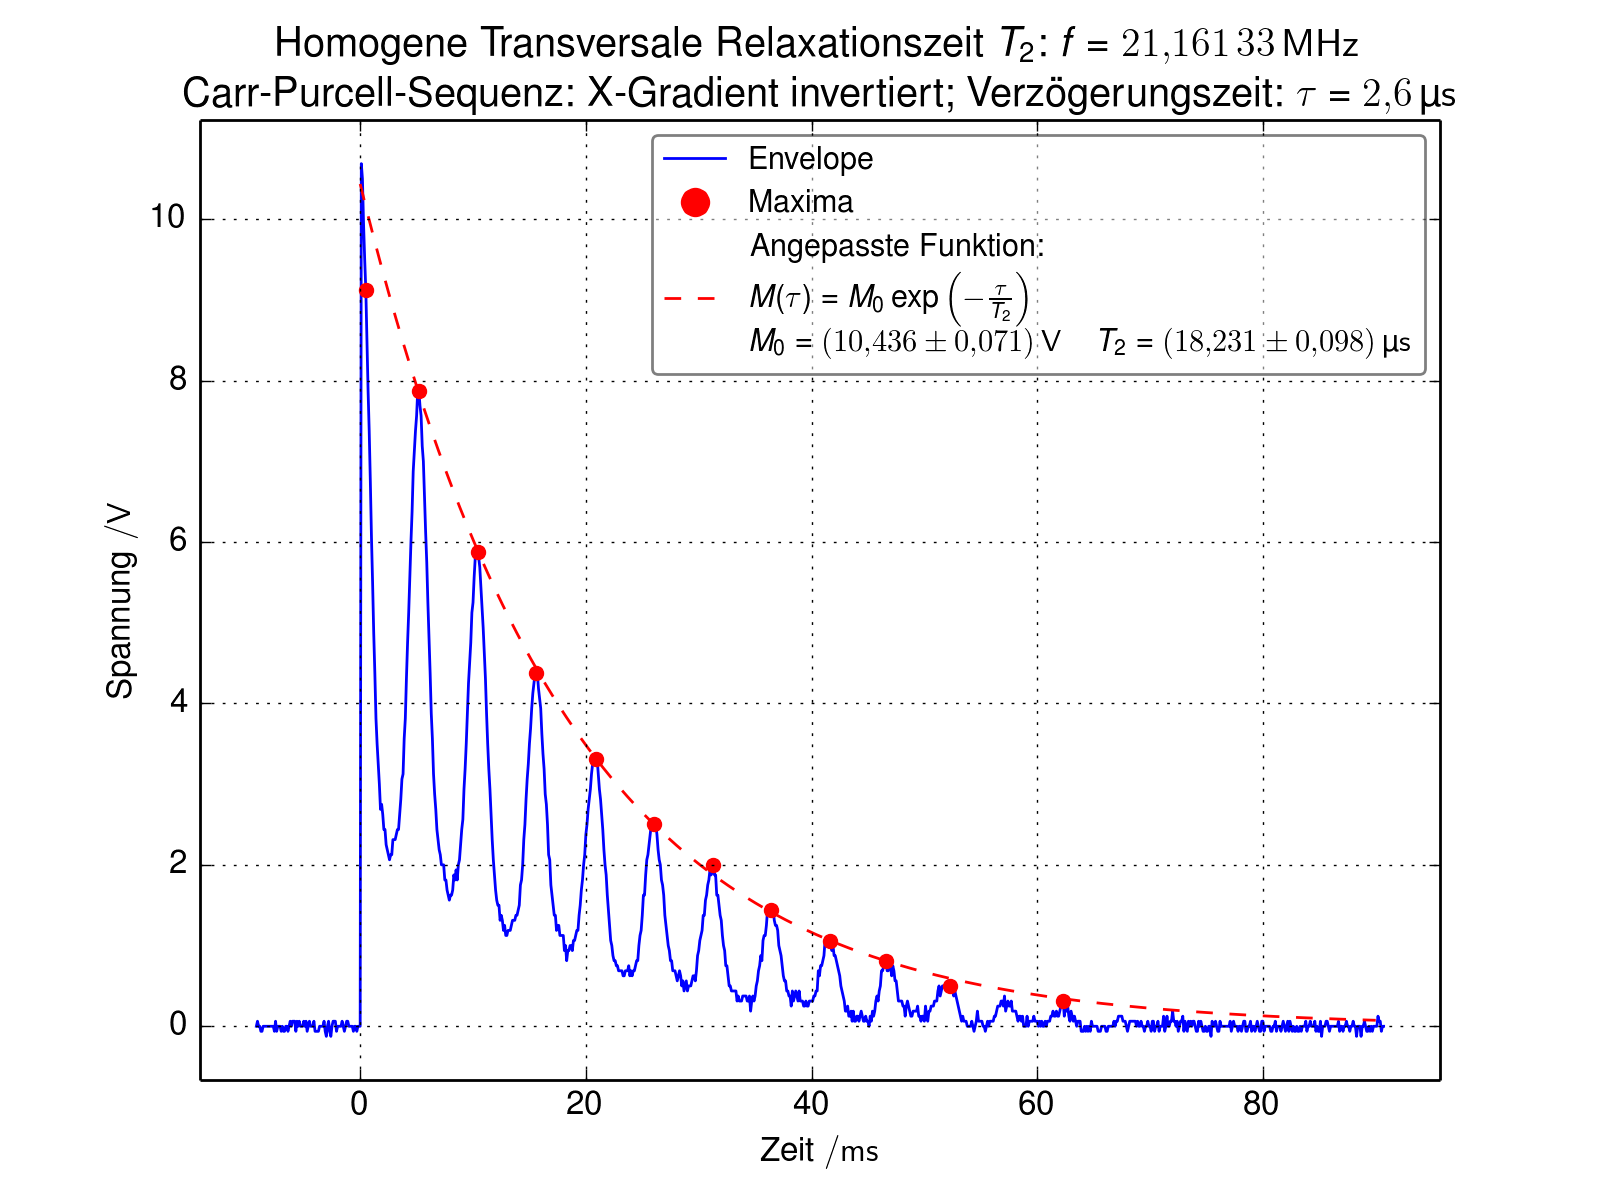 Homogene Transversale Relaxationszeit T₂: f = 21,161 33 MHz
Carr-Purcell-Sequenz: X-Gradient invertiert; Verzögerungszeit: τ = 2,6 µs
Envelope
Maxima
Angepasste Funktion:
M(τ) = M₀ exp(−τ/T₂)
M₀ = (10,436 ± 0,071) V T₂ = (18,231 ± 0,098) µs
Spannung /V
10
8
6
4
2
0
0 20 40 60 80
Zeit /ms